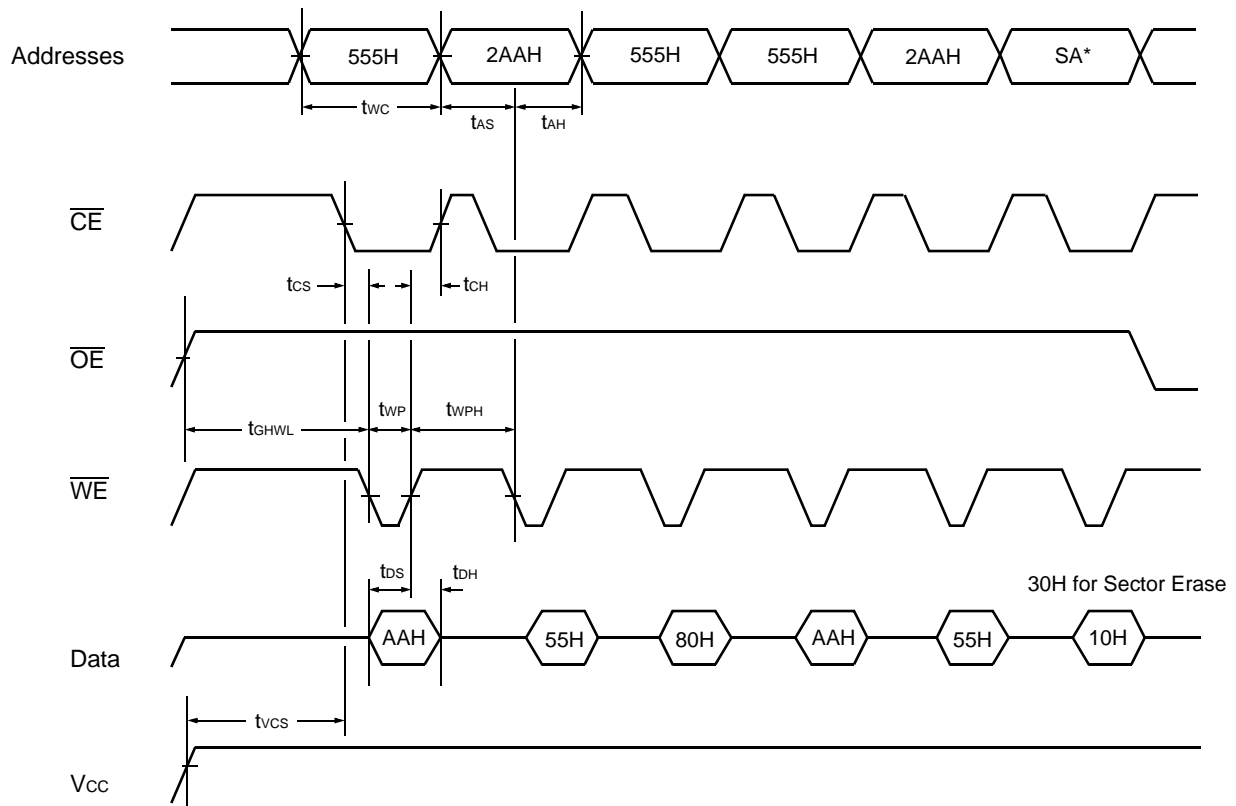 Addresses 555H 2AAH 555H 555H 2AAH SA*
tWC tAS tAH
CE
tCS tCH
OE
tGHWL tWP tWPH
WE
tDS tDH
30H for Sector Erase
Data AAH 55H 80H AAH 55H 10H
tVCS
VCC